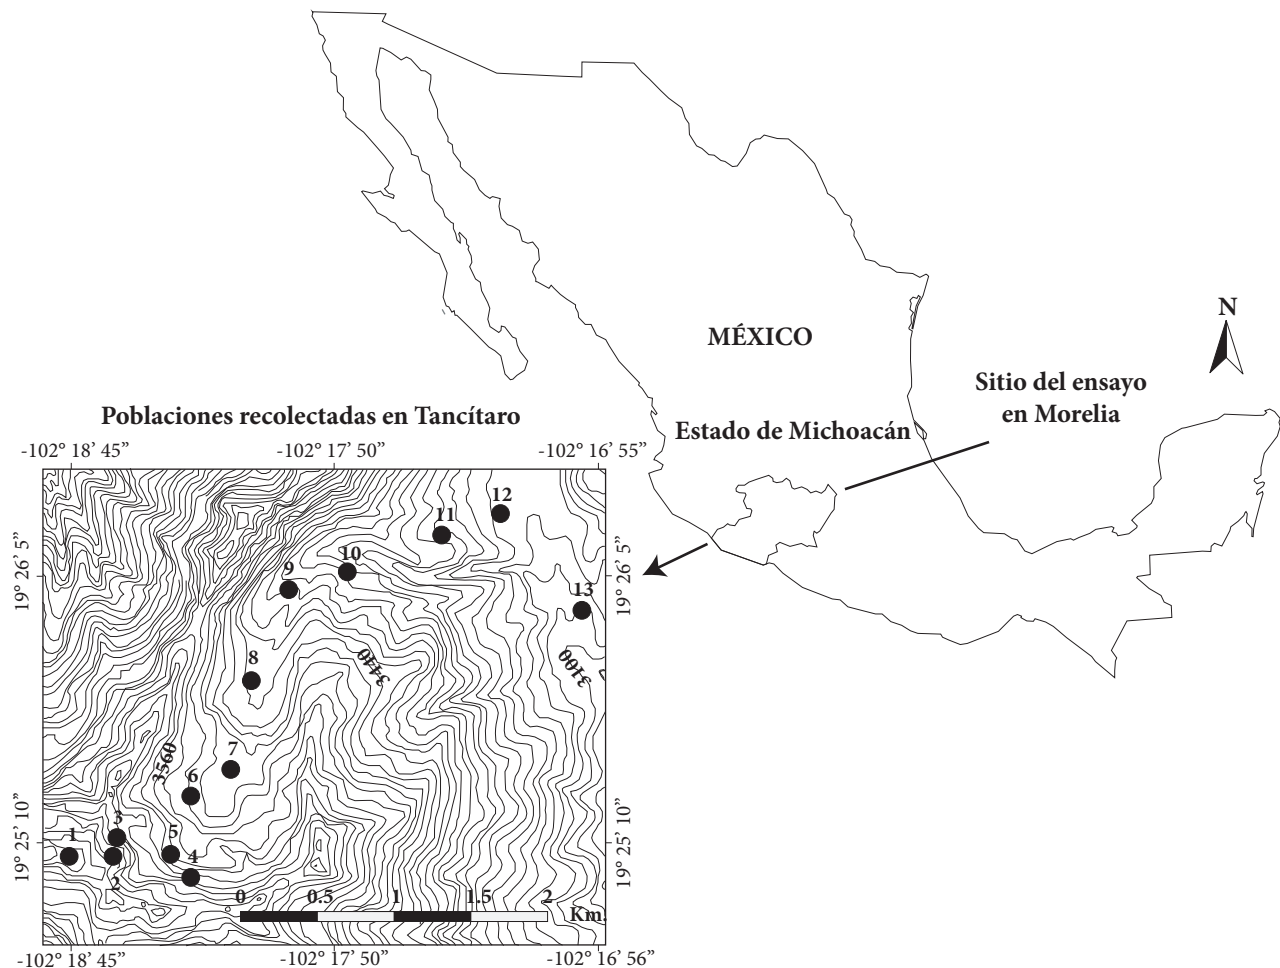 N
MÉXICO
Sitio del ensayo
en Morelia
Estado de Michoacán
Poblaciones recolectadas en Tancítaro
-102° 18’ 45”
-102° 17’ 50”
-102° 16’ 55”
12
11
10
9
13
19° 26’ 5”
19° 26’ 5”
8
3440
3100
7
3560
6
3
5
1
4
2
19° 25’ 10”
19° 25’ 10”
0
0.5
1
1.5
2
Km.
-102° 18’ 45”
-102° 17’ 50”
-102° 16’ 56”